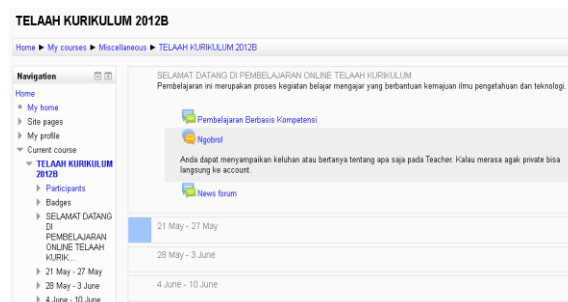 TELAAH KURIKULUM 2012B
Home ► My courses ► Miscellaneous ► TELAAH KURIKULUM 2012B
Navigation
Home
My home
Site pages
My profile
Current course
TELAAH KURIKULUM
2012B
Participants
Badges
SELAMAT DATANG
DI
PEMBELAJARAN
ONLINE TELAAH
KURIK...
21 May - 27 May
28 May - 3 June
4 June - 10 June
SELAMAT DATANG DI PEMBELAJARAN ONLINE TELAAH KURIKULUM
Pembelajaran ini merupakan proses kegiatan belajar mengajar yang berbantuan kemajuan ilmu pengetahuan dan teknologi.
Pembelajaran Berbasis Kompetensi
Ngobrol
Anda dapat menyampaikan keluhan atau bertanya tentang apa saja pada Teacher. Kalau merasa agak private bisa
langsung ke account.
News forum
21 May - 27 May
28 May - 3 June
4 June - 10 June